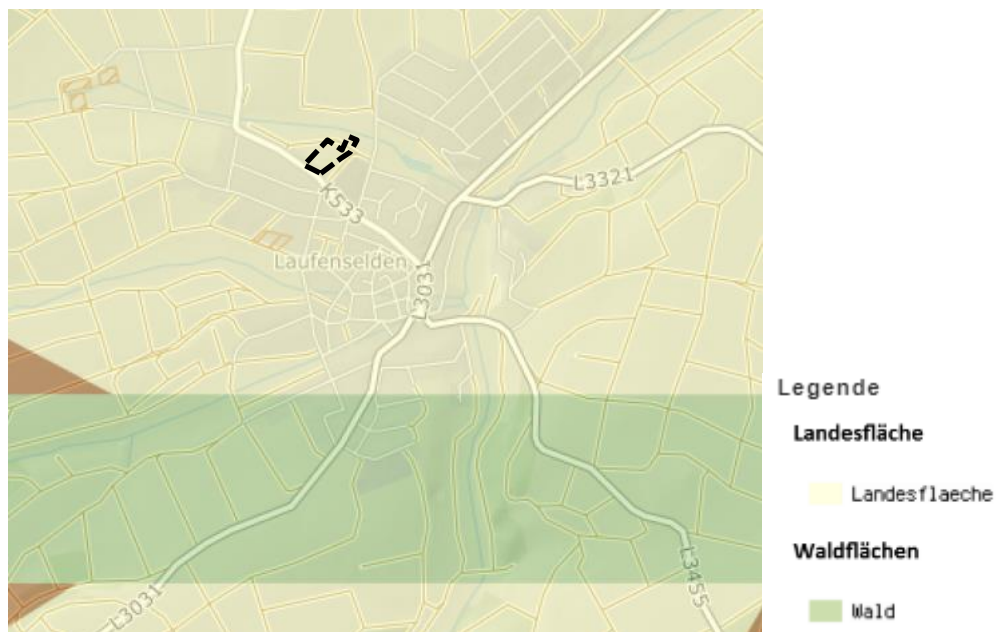 L3321
K533
Laufenselden
L3031
Legende
Landesfläche
Landesflaeche
Waldflächen
Wald
L3455
L3031